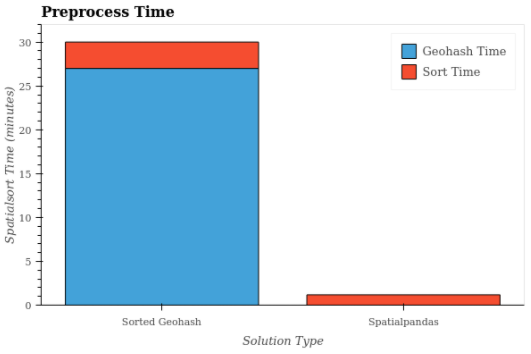 Preprocess Time
Geohash Time
Sort Time
Spatialsort Time (minutes)
30
25
20
15
10
5
0
Sorted Geohash
Spatialpandas
Solution Type